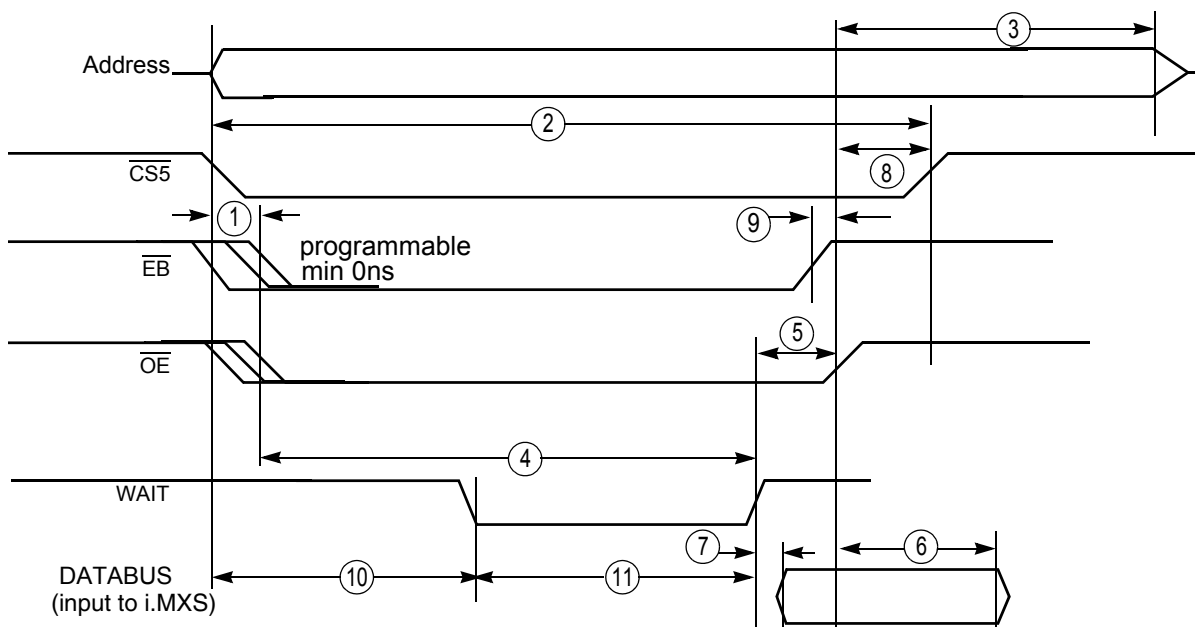 3
Address
2
CS5
8
1
9
programmable
min 0ns
EB
5
OE
4
WAIT
7
6
DATABUS
(input to i.MXS)
10
11